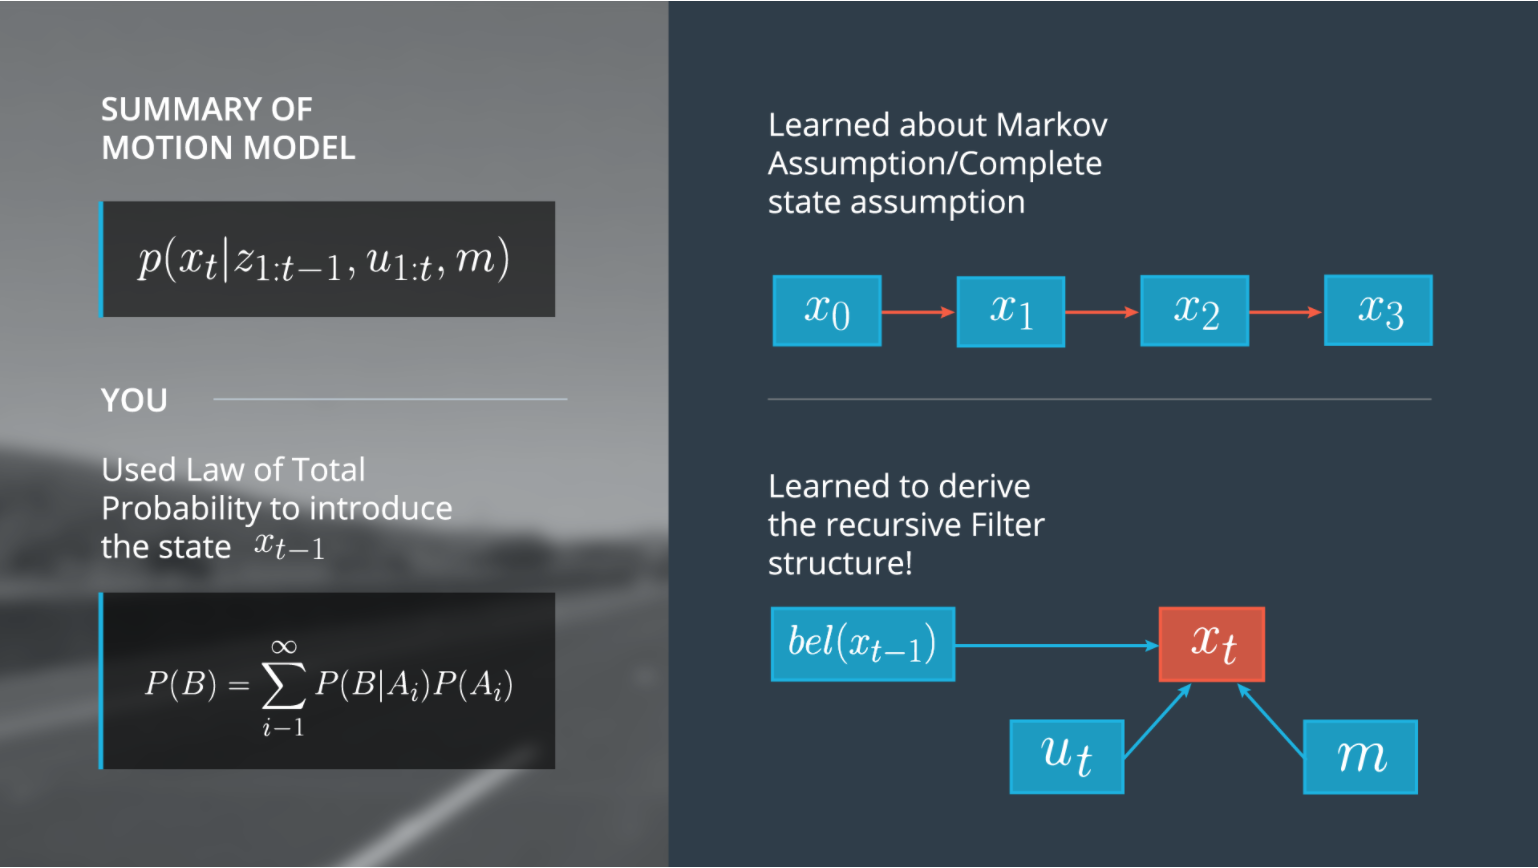 SUMMARY OF
MOTION MODEL
p(x_t|z_{1:t−1}, u_{1:t}, m)
YOU
Used Law of Total
Probability to introduce
the state x_{t−1}
P(B) = \sum_{i−1}^{∞} P(B|A_i)P(A_i)
Learned about Markov
Assumption/Complete
state assumption
x_0 x_1 x_2 x_3
Learned to derive
the recursive Filter
structure!
bel(x_{t−1}) x_t
u_t m